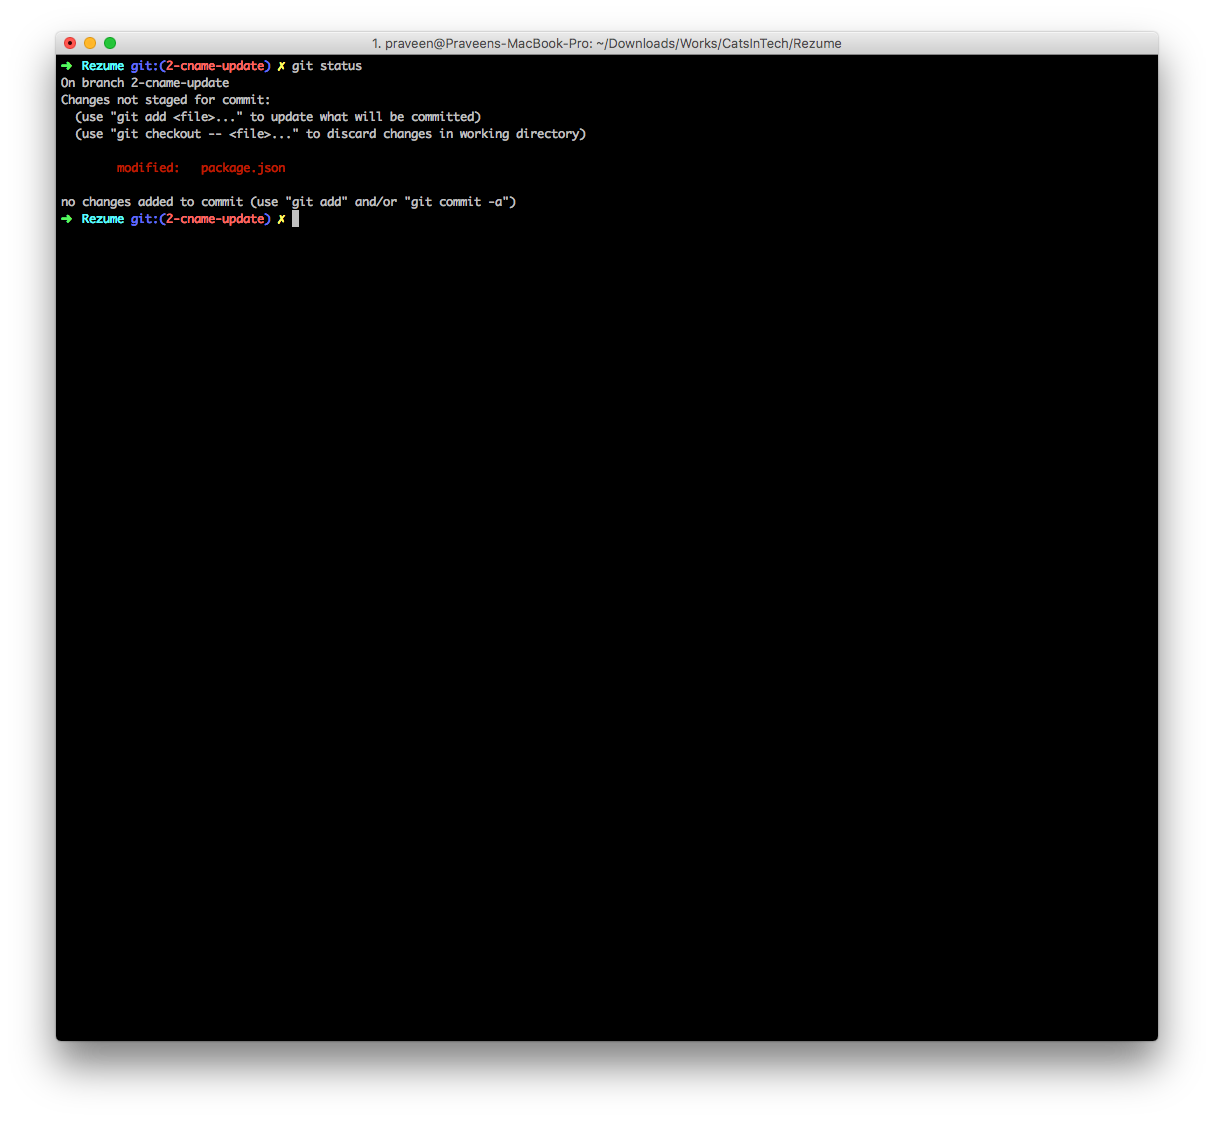 1. praveen@Praveens-MacBook-Pro: ~/Downloads/Works/CatsInTech/Rezume
➜ Rezume git:(2-cname-update) ✗ git status
On branch 2-cname-update
Changes not staged for commit:
  (use "git add <file>..." to update what will be committed)
  (use "git checkout -- <file>..." to discard changes in working directory)
        modified:   package.json
no changes added to commit (use "git add" and/or "git commit -a")
➜ Rezume git:(2-cname-update) ✗